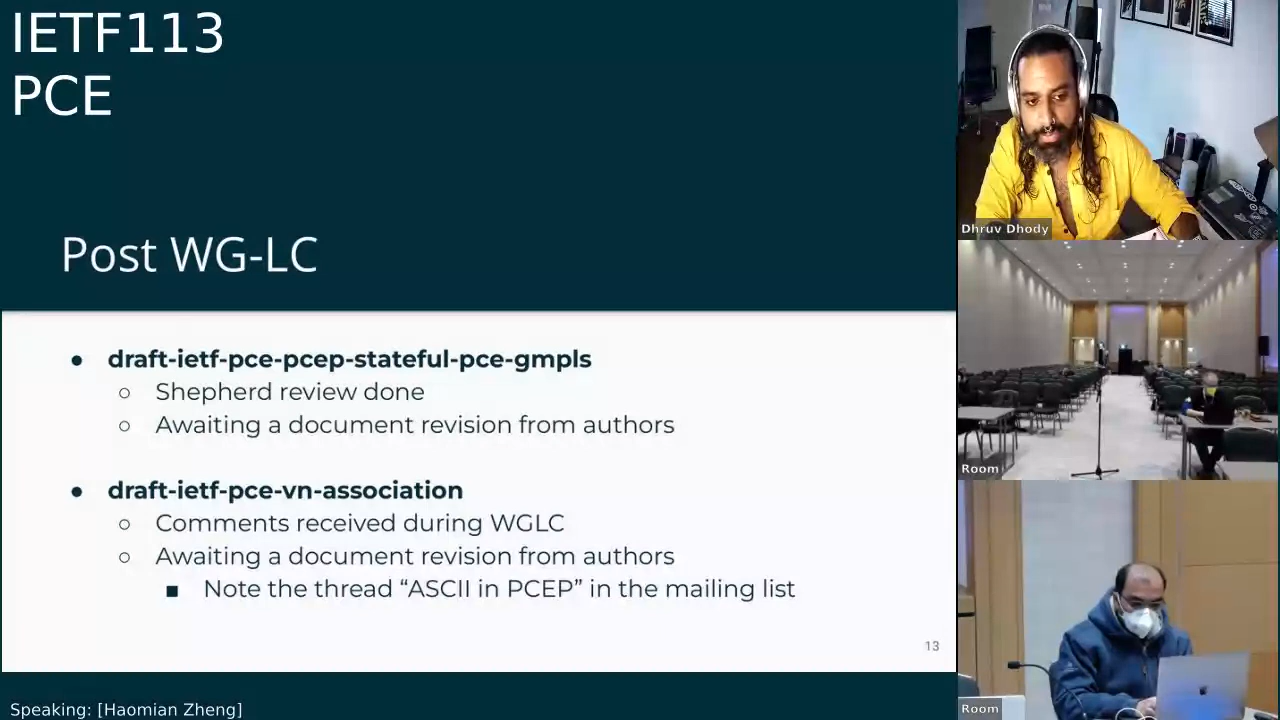 IETF113
PCE
Post WG-LC
● draft-ietf-pce-pcep-stateful-pce-gmpls
○ Shepherd review done
○ Awaiting a document revision from authors
● draft-ietf-pce-vn-association
○ Comments received during WGLC
○ Awaiting a document revision from authors
■ Note the thread “ASCII in PCEP” in the mailing list
13
Speaking: [Haomian Zheng]
Dhruv Dhody
Room
Room